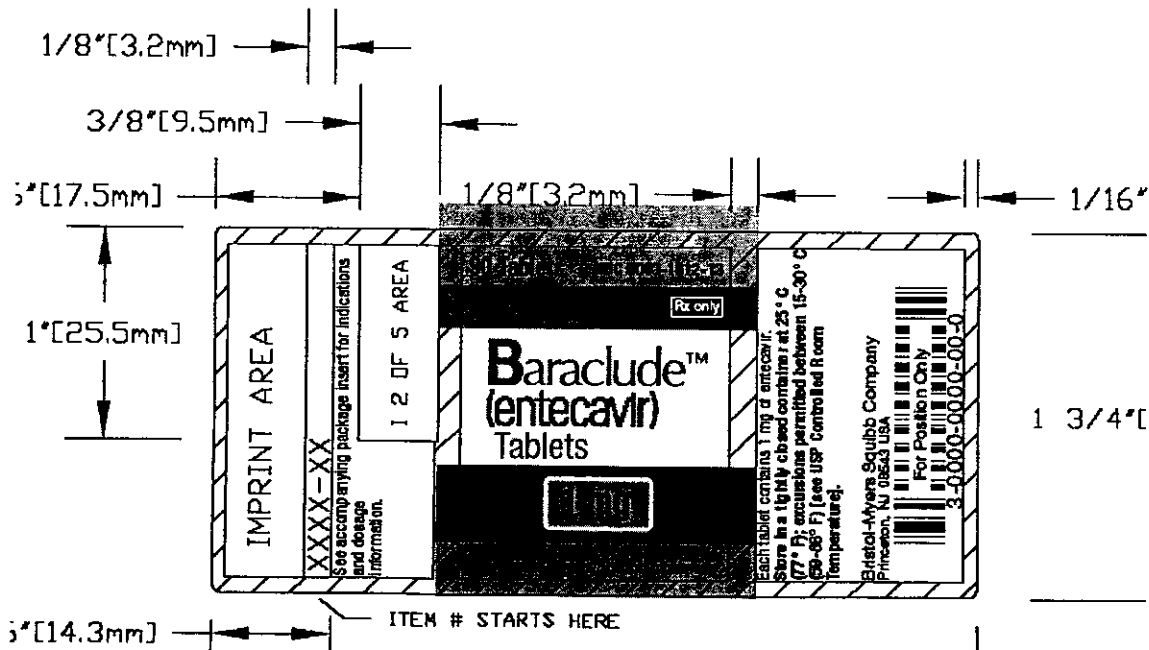 1/8"[3.2mm]
3/8"[9.5mm]
"[17.5mm]
1/8"[3.2mm]
1/16"
1"[25.5mm]
1 3/4"[
IMPRINT AREA
XXXX-XX
See accompanying package insert for indications
and dosage
information.
I 2 OF 5 AREA
Rx only
Baraclude™
(entecavir)
Tablets
1 mg
Each tablet contains 1 mg of entecavir.
Store in a tightly closed container at 25° C
(77° F); excursions permitted between 15-30° C
(59-86° F) [see USP Controlled Room
Temperature].
Bristol-Myers Squibb Company
Princeton, NJ 08543 USA
For Position Only
3-0000-0000-00-0
ITEM # STARTS HERE
"[14.3mm]